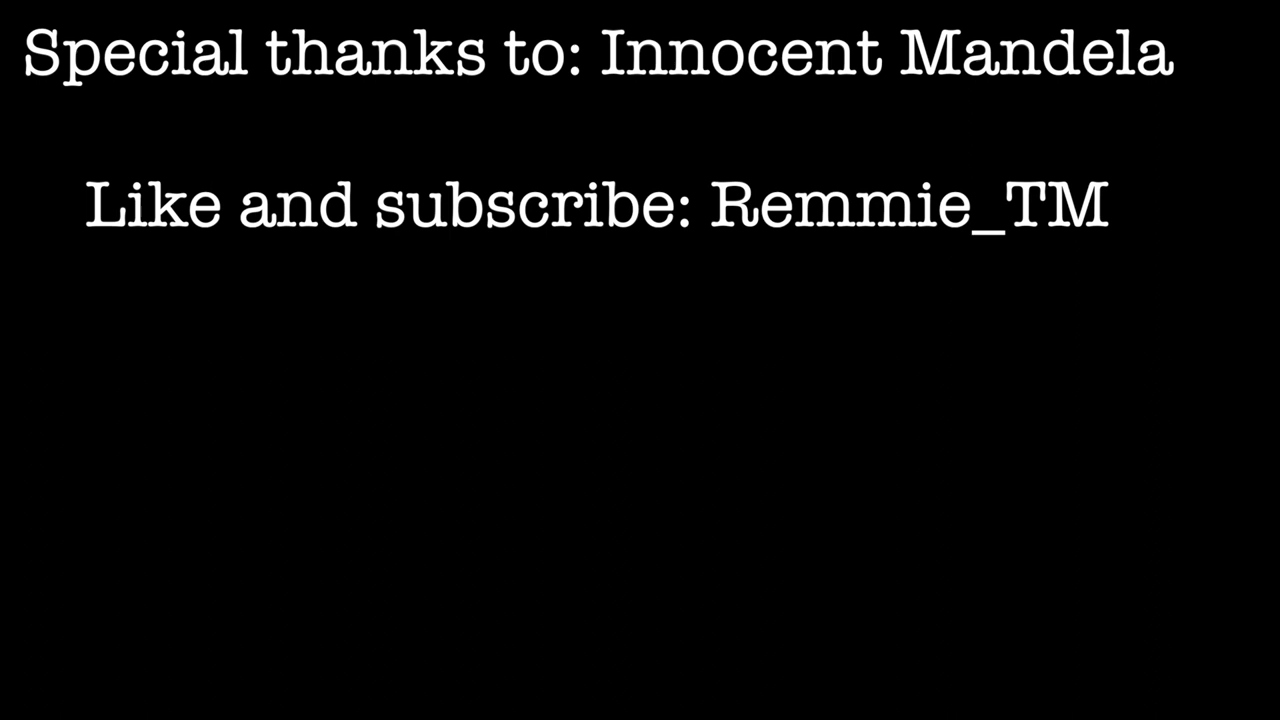 Special thanks to: Innocent Mandela
Like and subscribe: Remmie_TM